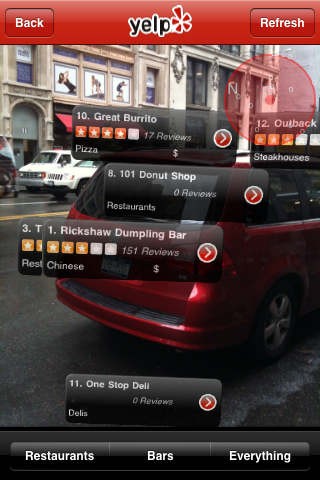 Back
yelp
Refresh
N
10. Great Burrito
17 Reviews
Pizza
$
12. Outback
Steakhouses
8. 101 Donut Shop
0 Reviews
Restaurants
3. T
Rest
1. Rickshaw Dumpling Bar
151 Reviews
Chinese
$
11. One Stop Deli
0 Reviews
Delis
Restaurants
Bars
Everything